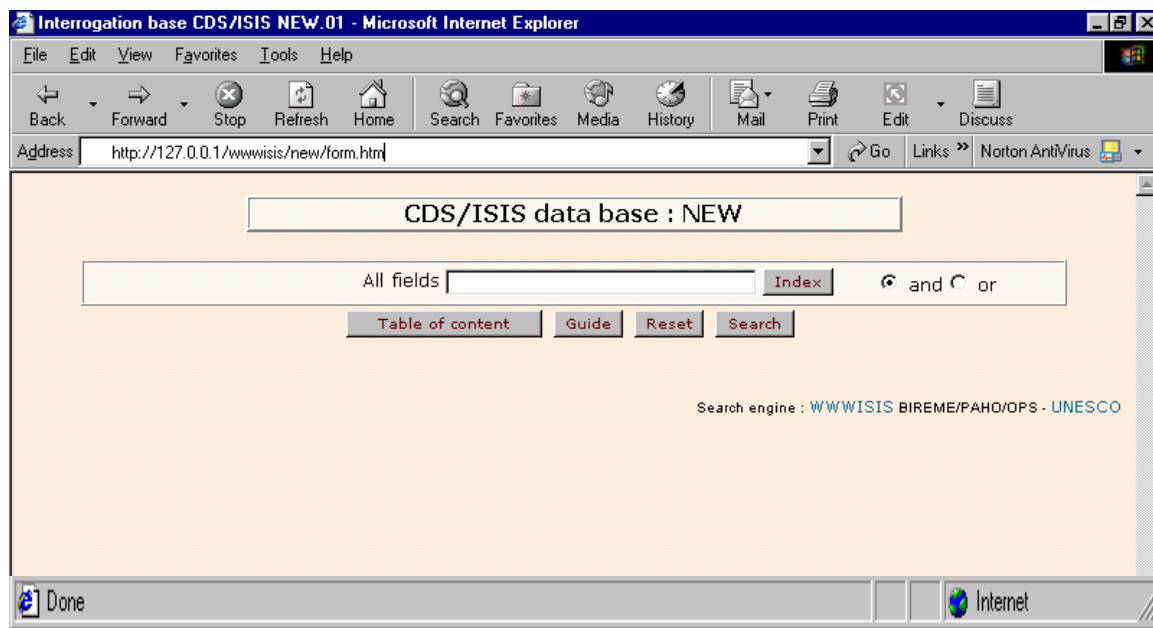 Interrogation base CDS/ISIS NEW.01 - Microsoft Internet Explorer
File Edit View Favorites Tools Help
Back Forward Stop Refresh Home Search Favorites Media History Mail Print Edit Discuss
Address http://127.0.0.1/wwwisis/new/form.htm Go Links » Norton AntiVirus
CDS/ISIS data base : NEW
All fields Index and or
Table of content Guide Reset Search
Search engine : WWWISIS BIREME/PAHO/OPS - UNESCO
Done Internet